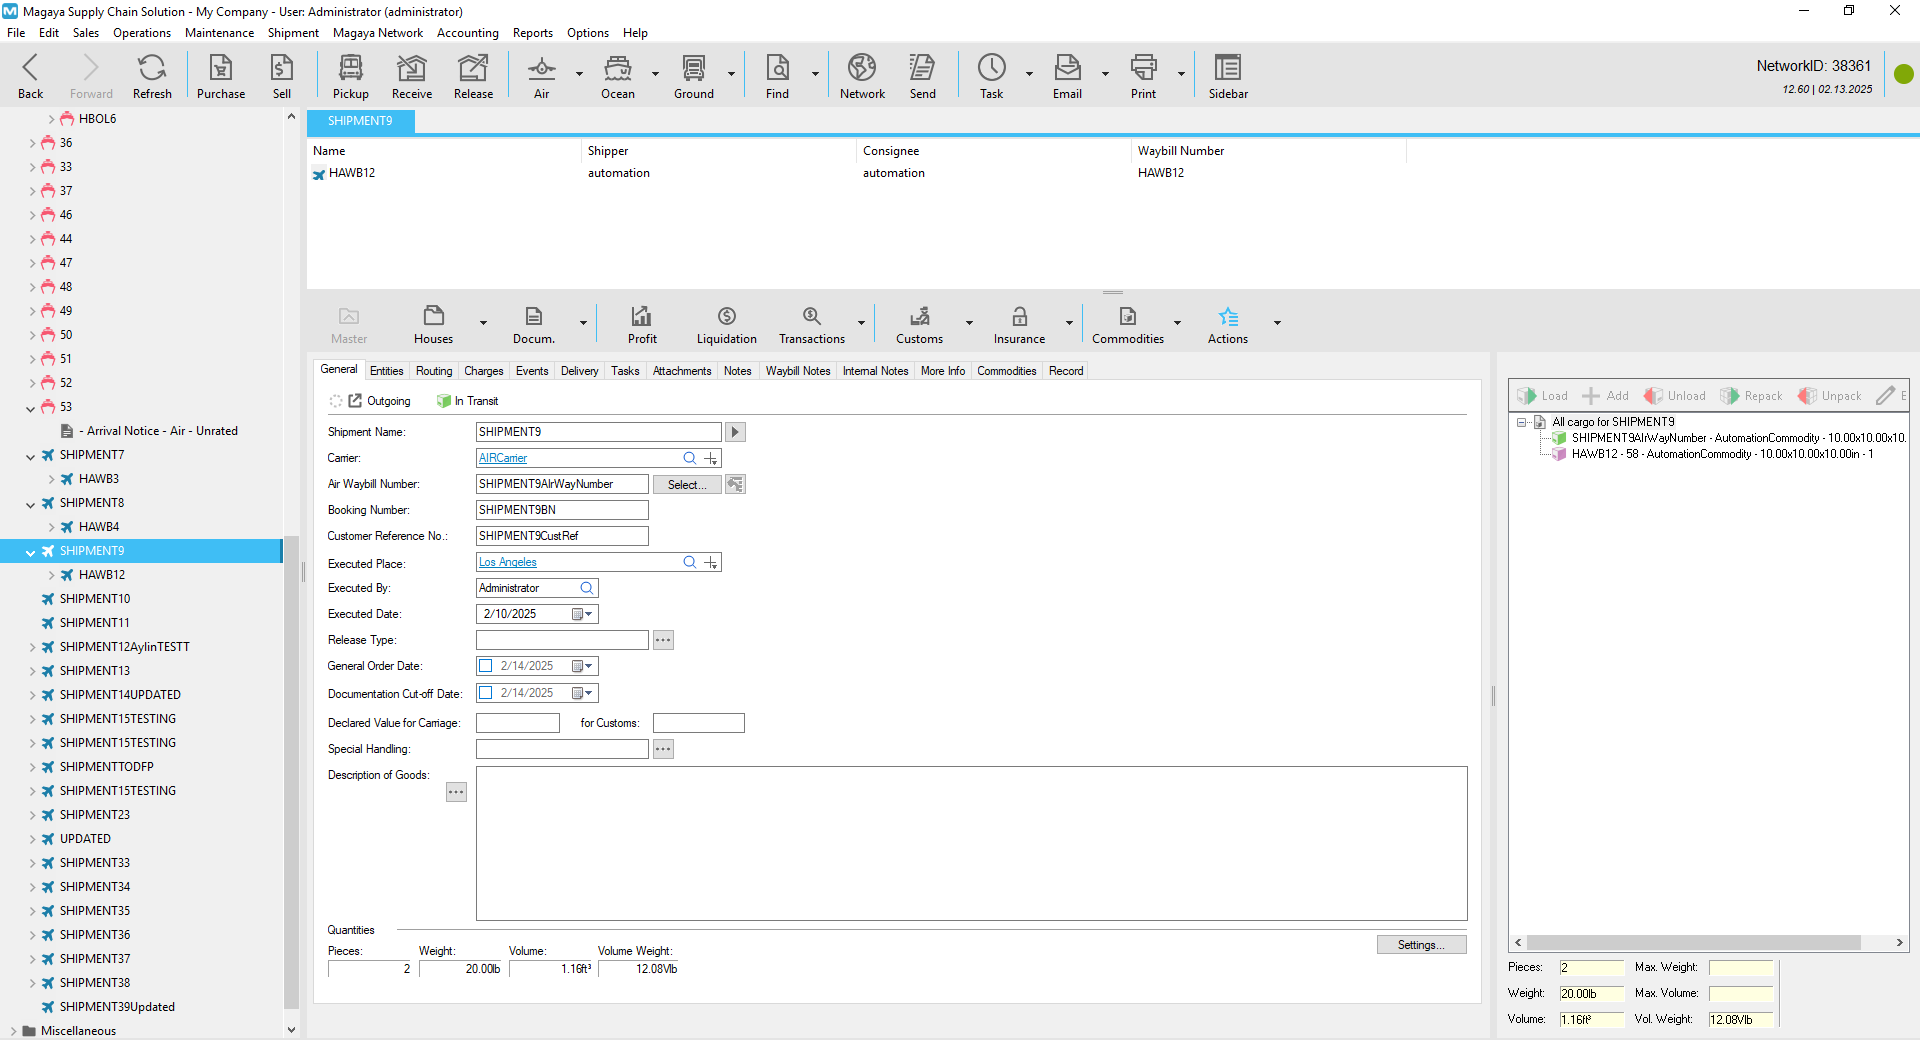 Magaya Supply Chain Solution - My Company - User: Administrator (administrator)
File Edit Sales Operations Maintenance Shipment Magaya Network Accounting Reports Options Help
Back Forward Refresh Purchase Sell Pickup Receive Release Air Ocean Ground Find Network Send Task Email Print Sidebar
NetworkID: 38361
12.60 | 02.13.2025
HBOL6
36
33
37
46
44
47
48
49
50
51
52
53
- Arrival Notice - Air - Unrated
SHIPMENT7
HAWB3
SHIPMENT8
HAWB4
SHIPMENT9
HAWB12
SHIPMENT10
SHIPMENT11
SHIPMENT12AylinTESTT
SHIPMENT13
SHIPMENT14UPDATED
SHIPMENT15TESTING
SHIPMENT15TESTING
SHIPMENTTODFP
SHIPMENT15TESTING
SHIPMENT23
UPDATED
SHIPMENT33
SHIPMENT34
SHIPMENT35
SHIPMENT36
SHIPMENT37
SHIPMENT38
SHIPMENT39Updated
Miscellaneous
SHIPMENT9
Name Shipper Consignee Waybill Number
HAWB12 automation automation HAWB12
Master Houses Docum. Profit Liquidation Transactions Customs Insurance Commodities Actions
General Entities Routing Charges Events Delivery Tasks Attachments Notes Waybill Notes Internal Notes More Info Commodities Record
Outgoing In Transit
Shipment Name: SHIPMENT9
Carrier: AIRCarrier
Air Waybill Number: SHIPMENT9AIrWayNumber Select...
Booking Number: SHIPMENT9BN
Customer Reference No.: SHIPMENT9CustRef
Executed Place: Los Angeles
Executed By: Administrator
Executed Date: 2/10/2025
Release Type:
General Order Date: 2/14/2025
Documentation Cut-off Date: 2/14/2025
Declared Value for Carriage: for Customs:
Special Handling:
Description of Goods:
Quantities
Settings...
Pieces: Weight: Volume: Volume Weight:
2 20.00lb 1.16ft³ 12.08Vlb
Load Add Unload Repack Unpack E
All cargo for SHIPMENT9
SHIPMENT9AIrWayNumber - AutomationCommodity - 10.00x10.00x10.
HAWB12 - 58 - AutomationCommodity - 10.00x10.00x10.00in - 1
Pieces: 2 Max. Weight:
Weight: 20.00lb Max. Volume:
Volume: 1.16ft³ Vol. Weight: 12.08Vlb